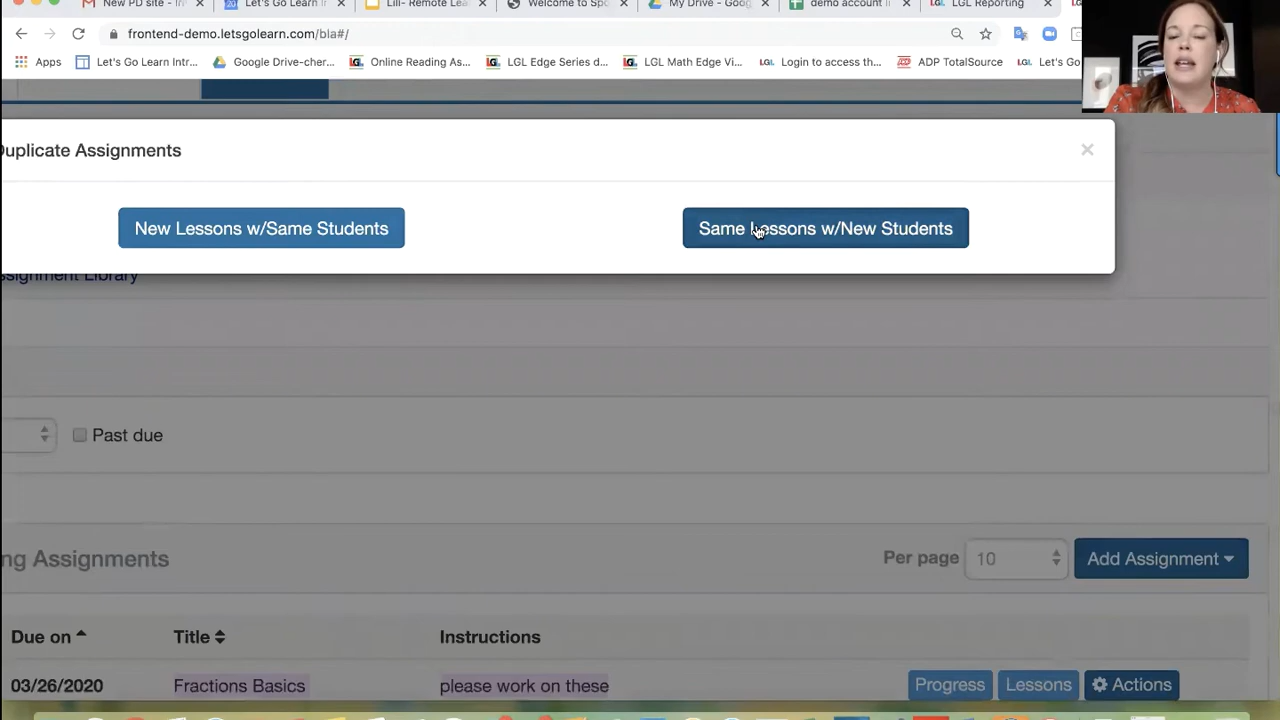 New PD site - In Let's Go Learn In Lili- Remote Lea Welcome to Spo My Drive - Goog demo account li LGL Reporting
frontend-demo.letsgolearn.com/bla#/
Apps Let's Go Learn Intr... Google Drive-cher... Online Reading As... LGL Edge Series d... LGL Math Edge Vi... Login to access th... ADP TotalSource Let's Go
Duplicate Assignments ×
New Lessons w/Same Students Same Lessons w/New Students
ssignment Library
Past due
ng Assignments Per page 10 Add Assignment
Due on Title Instructions
03/26/2020 Fractions Basics please work on these Progress Lessons Actions